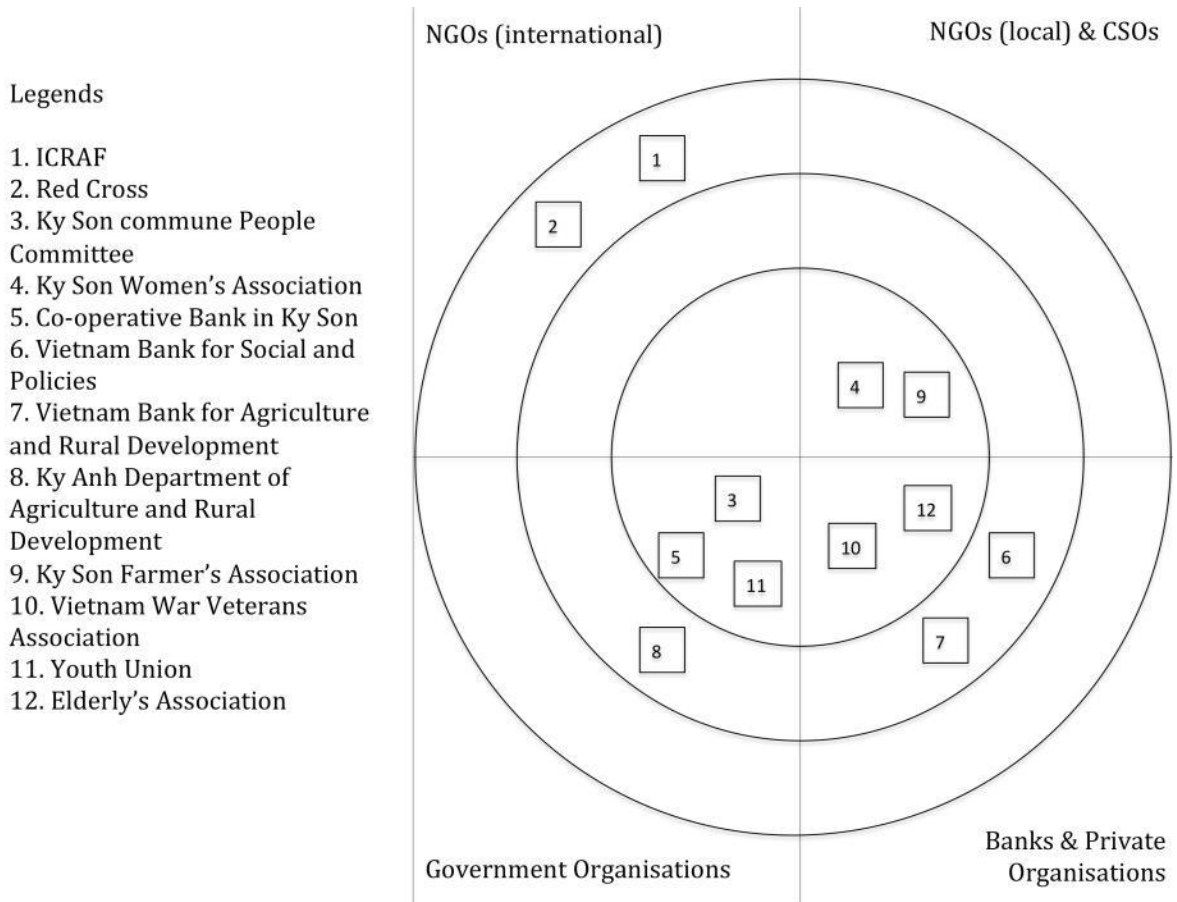 NGOs (international)
NGOs (local) & CSOs
Legends
1. ICRAF
2. Red Cross
3. Ky Son commune People
Committee
4. Ky Son Women’s Association
5. Co-operative Bank in Ky Son
6. Vietnam Bank for Social and
Policies
7. Vietnam Bank for Agriculture
and Rural Development
8. Ky Anh Department of
Agriculture and Rural
Development
9. Ky Son Farmer’s Association
10. Vietnam War Veterans
Association
11. Youth Union
12. Elderly’s Association
1
2
4
9
3
12
10
5
6
11
7
8
Government Organisations
Banks & Private
Organisations